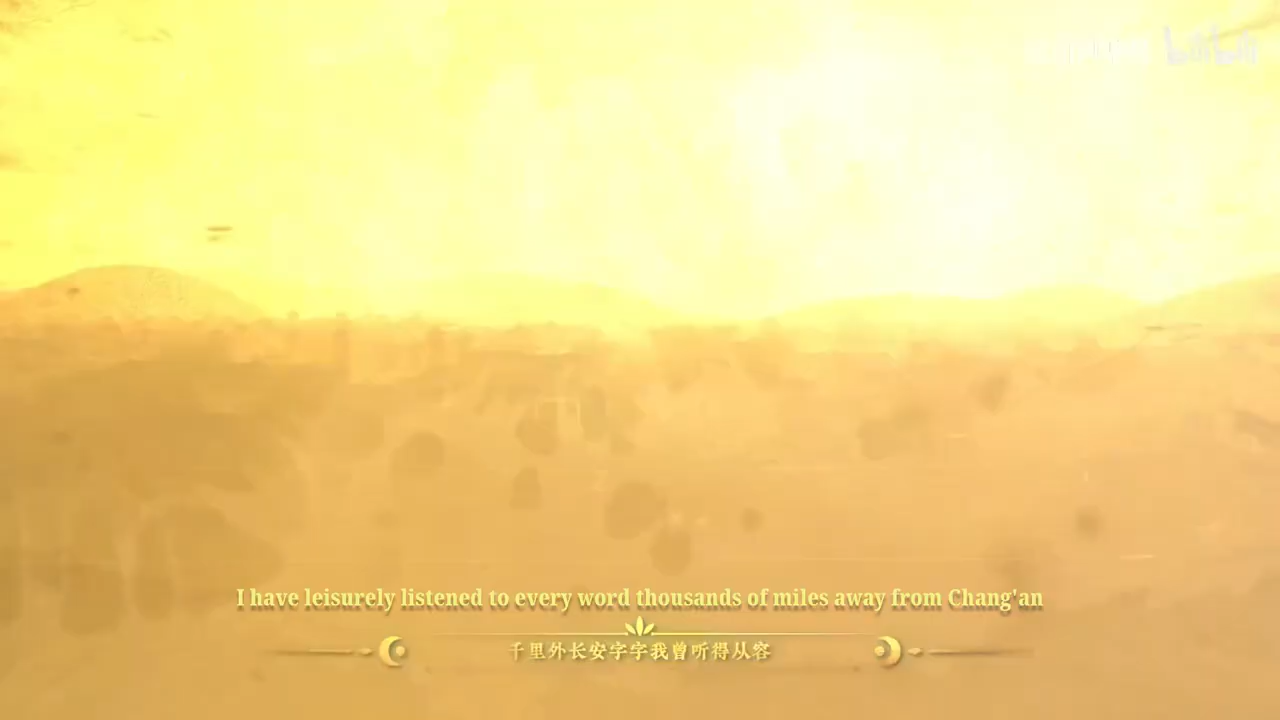 bilibili
I have leisurely listened to every word thousands of miles away from Chang'an
千里外长安字字我曾听得从容